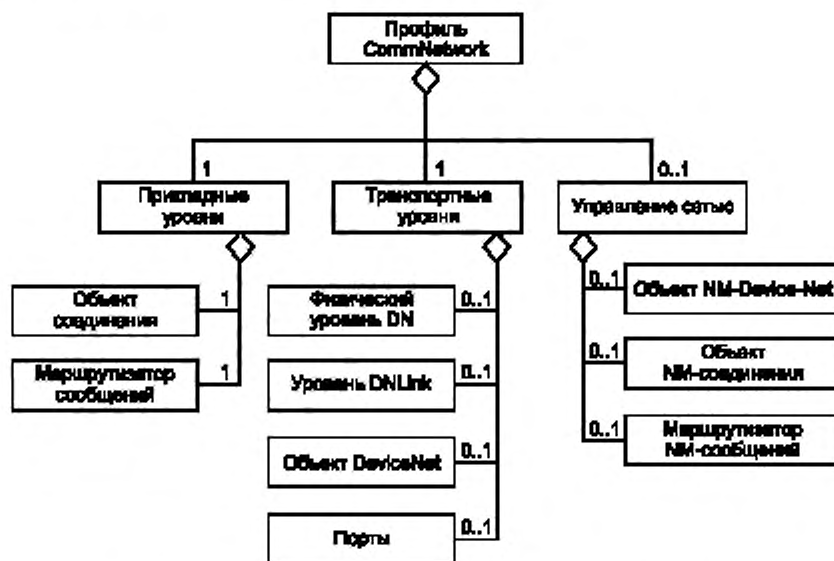 Профиль
CommNetwork
1
1
0..1
Прикладные
уровни
Транспортные
уровни
Управление сетью
Объект
соединения
1
Маршрутизатор
сообщений
1
Физический
уровень DN
0..1
Уровень DNLink
0..1
Объект DeviceNet
0..1
Порты
0..1
0..1
Объект NM-Device-Net
0..1
Объект
NM-соединения
0..1
Маршрутизатор
NM-сообщений